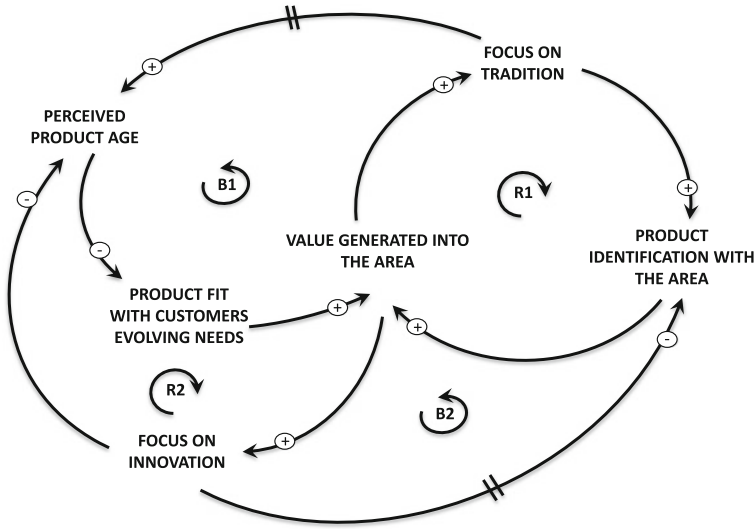 FOCUS ON
TRADITION
+
+
PERCEIVED
PRODUCT AGE
B1
R1
-
+
-
VALUE GENERATED INTO
THE AREA
PRODUCT
IDENTIFICATION WITH
THE AREA
PRODUCT FIT
WITH CUSTOMERS
EVOLVING NEEDS
+
+
-
R2
B2
FOCUS ON
INNOVATION
+